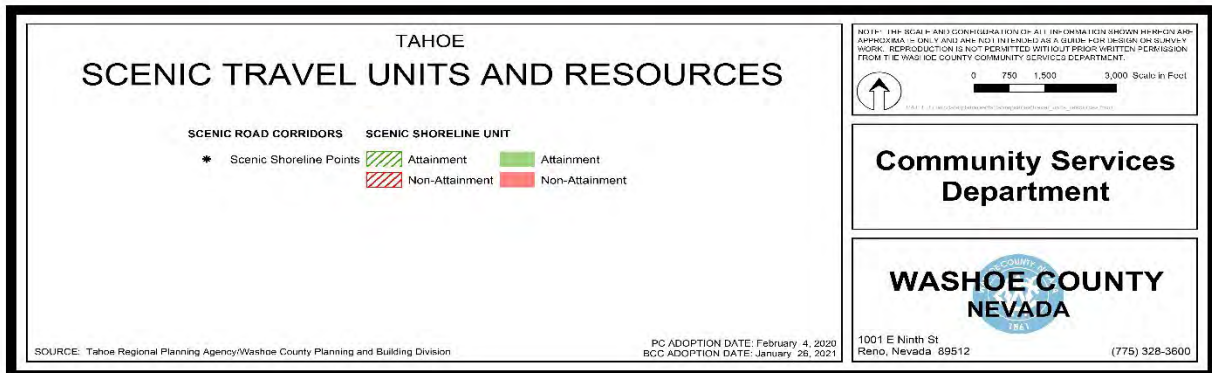 TAHOE
SCENIC TRAVEL UNITS AND RESOURCES
SCENIC ROAD CORRIDORS SCENIC SHORELINE UNIT
Scenic Shoreline Points Attainment Attainment
Non-Attainment Non-Attainment
SOURCE: Tahoe Regional Planning Agency/Washoe County Planning and Building Division
PC ADOPTION DATE: February 4, 2020
BCC ADOPTION DATE: January 26, 2021
NOTE: THE SCALE AND CONFIGURATION OF ALL INFORMATION SHOWN HEREON ARE
APPROXIMATE ONLY AND ARE NOT INTENDED AS A GUIDE FOR DESIGN OR SURVEY
WORK. REPRODUCTION IS NOT PERMITTED WITHOUT PRIOR WRITTEN PERMISSION
FROM THE WASHOE COUNTY COMMUNITY SERVICES DEPARTMENT.
0 750 1,500 3,000 Scale in Feet
Community Services
Department
WASHOE COUNTY
NEVADA
1861
1001 E Ninth St
Reno, Nevada 89512 (775) 328-3600